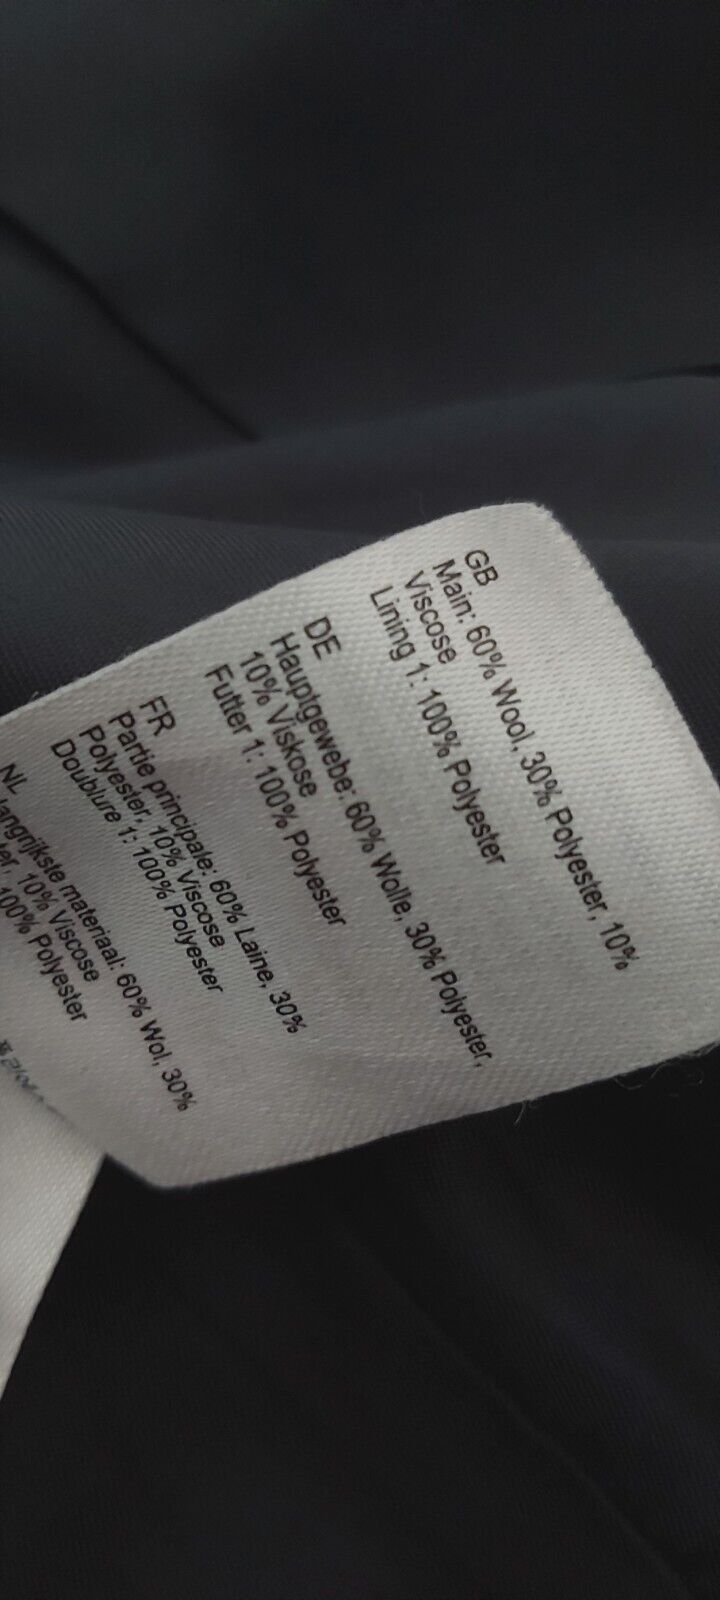 GB
Main: 60% Wool, 30% Polyester, 10%
Viscose
Lining 1: 100% Polyester
DE
Hauptgewebe: 60% Wolle, 30% Polyester,
10% Viskose
Futter 1: 100% Polyester
FR
Partie principale: 60% Laine, 30%
Polyester, 10% Viscose
Doublure 1: 100% Polyester
NL
langrijkste materiaal: 60% Wol, 30%
ter, 10% Viscose
100% Polyester